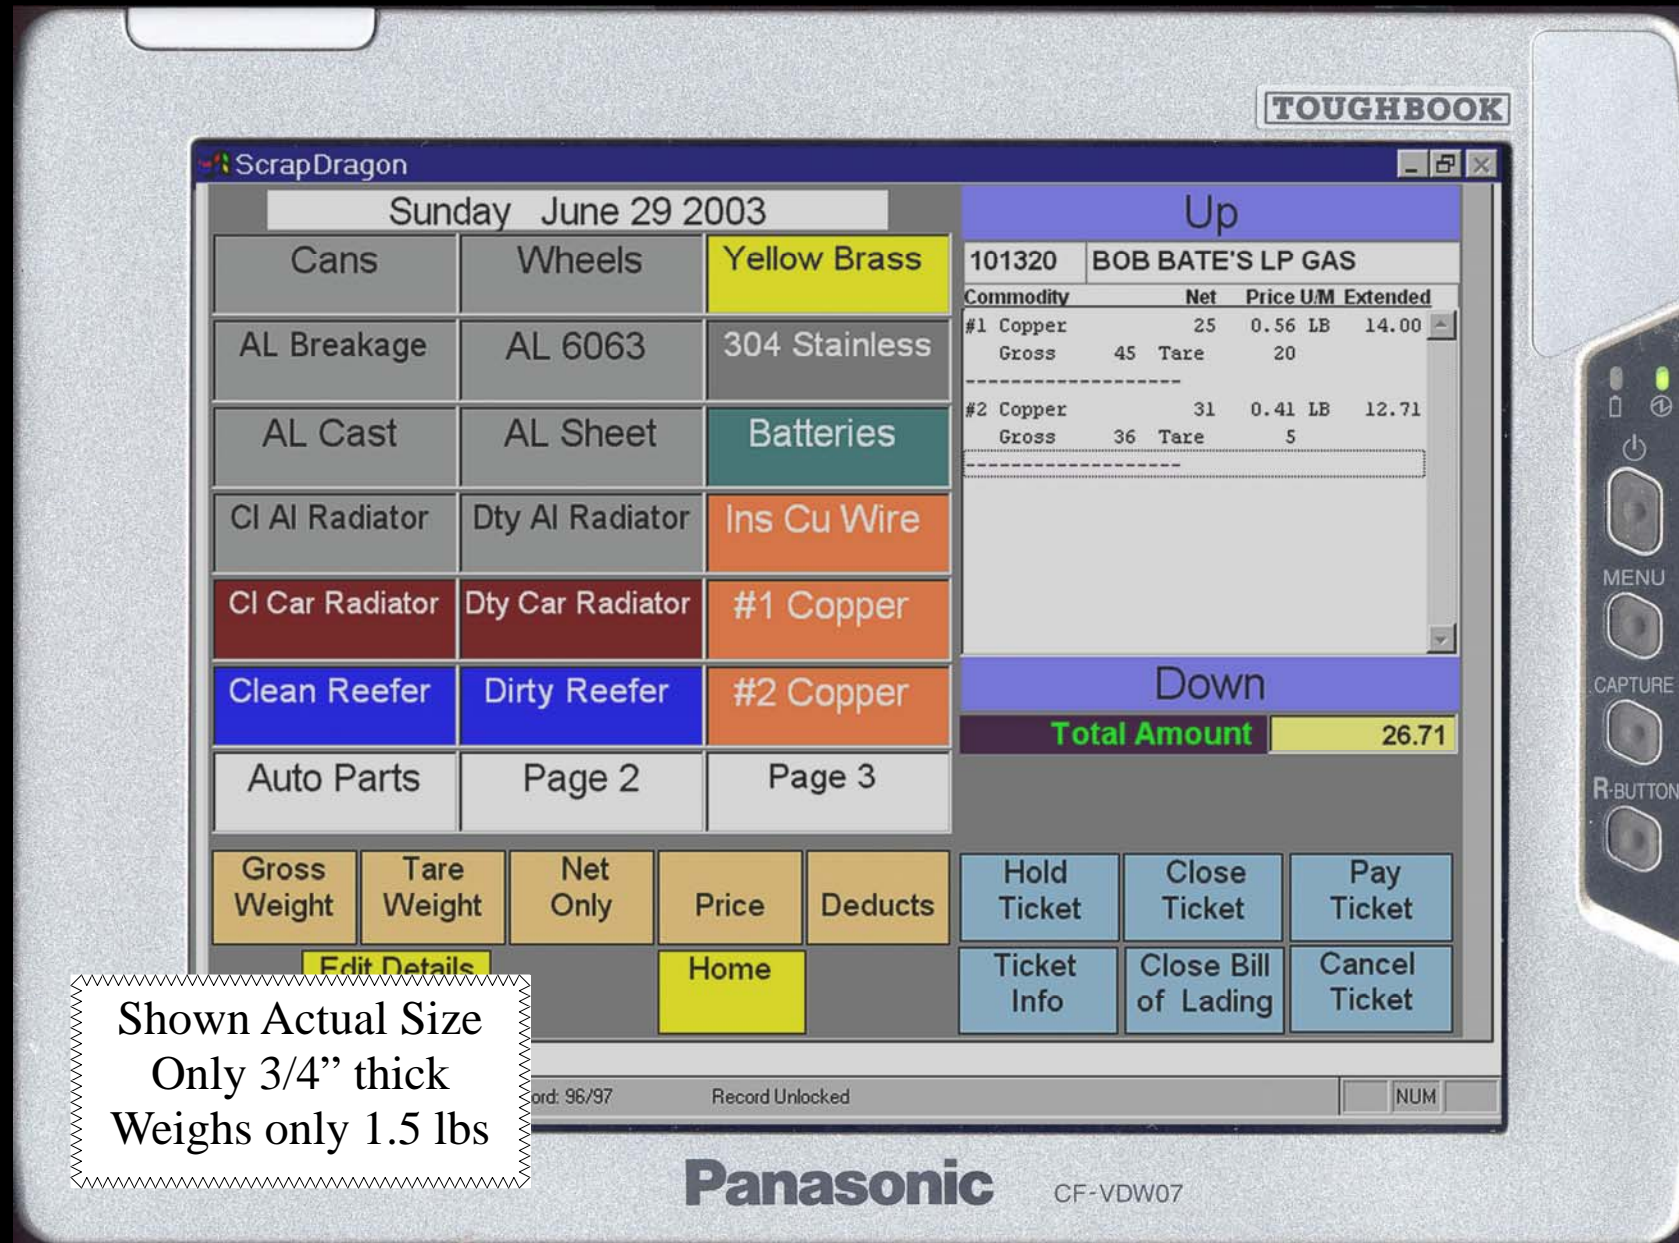 TOUGHBOOK
ScrapDragon
Sunday June 29 2003
Up
Cans Wheels Yellow Brass
101320 BOB BATE'S LP GAS
Commodity Net Price U/M Extended
#1 Copper 25 0.56 LB 14.00
Gross 45 Tare 20
--------------------
#2 Copper 31 0.41 LB 12.71
Gross 36 Tare 5
--------------------
AL Breakage AL 6063 304 Stainless
AL Cast AL Sheet Batteries
Cl Al Radiator Dty Al Radiator Ins Cu Wire
Cl Car Radiator Dty Car Radiator #1 Copper
Clean Reefer Dirty Reefer #2 Copper
Down
Total Amount 26.71
Auto Parts Page 2 Page 3
Gross Tare Net
Weight Weight Only Price Deducts
Hold Close Pay
Ticket Ticket Ticket
Edit Details Home
Ticket Close Bill Cancel
Info of Lading Ticket
ord: 96/97 Record Unlocked NUM
MENU
CAPTURE
R-BUTTON
Shown Actual Size
Only 3/4” thick
Weighs only 1.5 lbs
Panasonic CF-VDW07